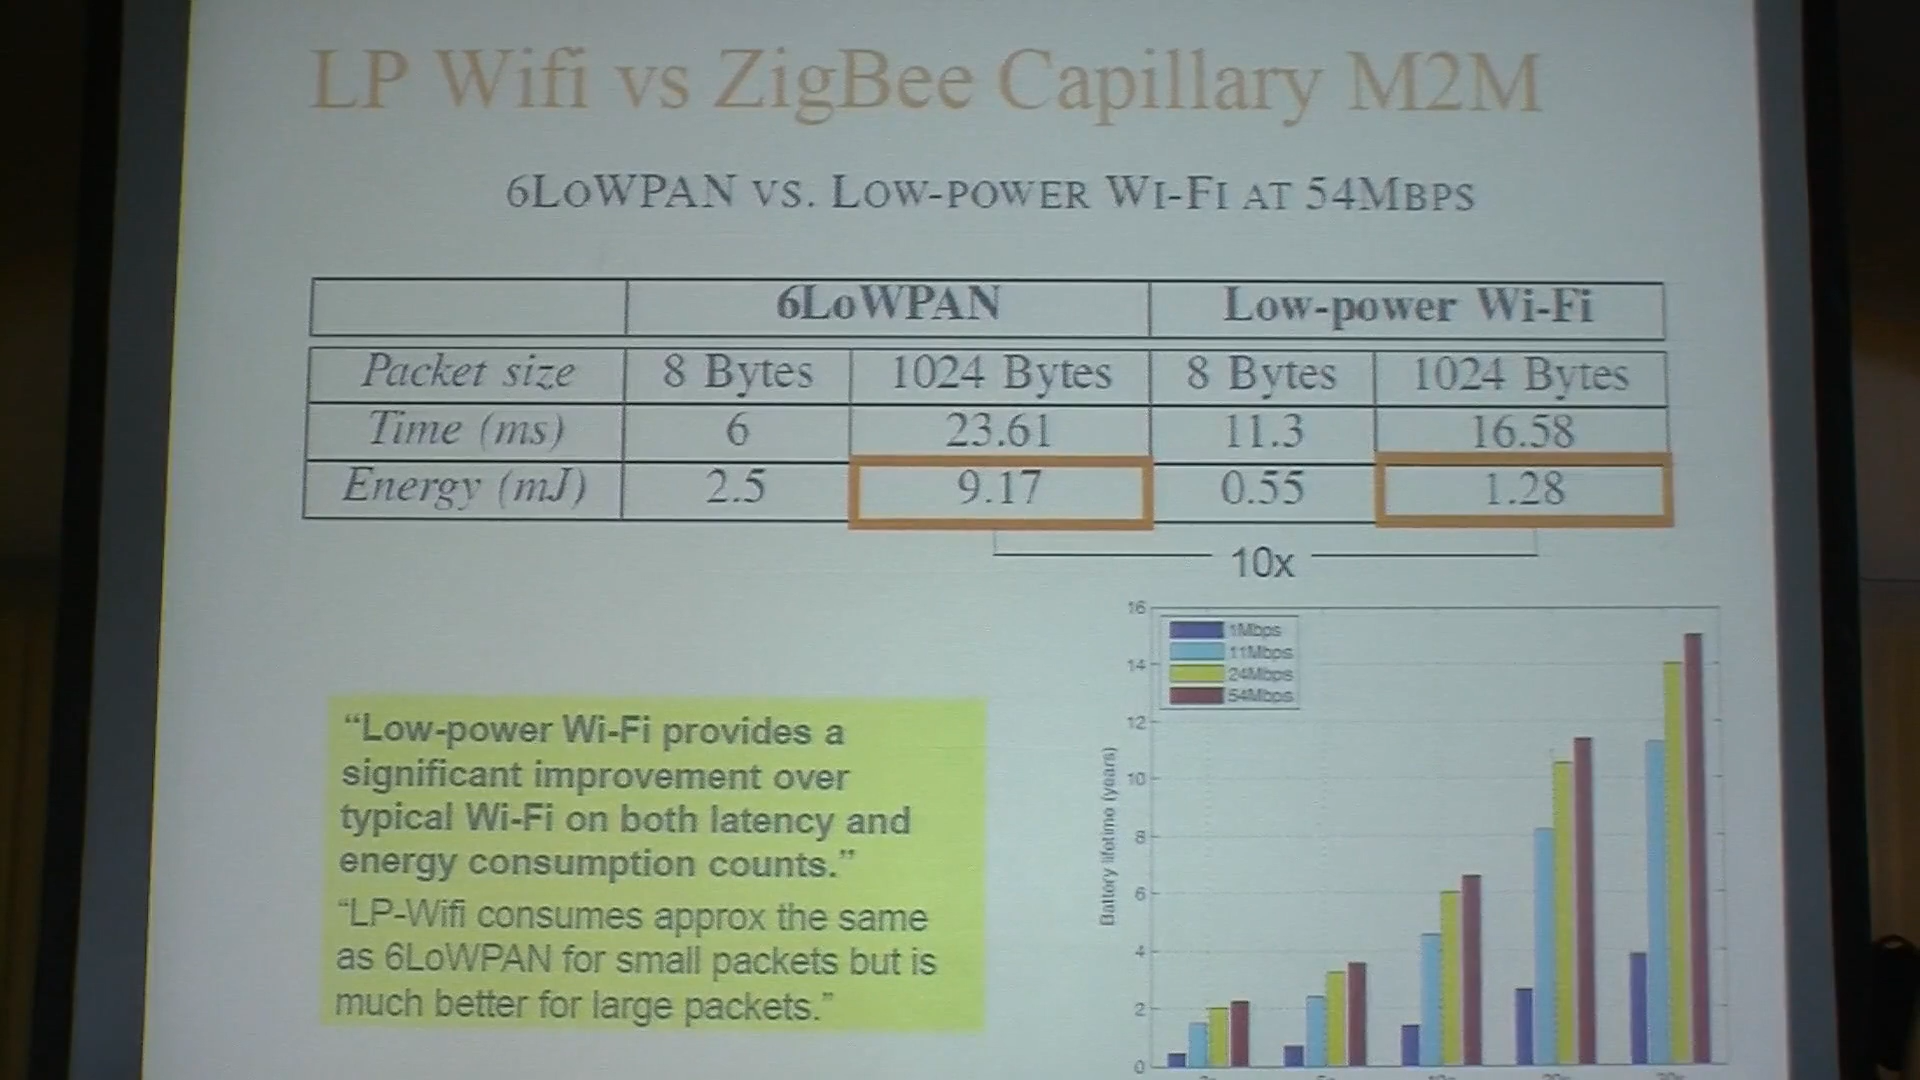 LP Wifi vs ZigBee Capillary M2M
6LoWPAN vs. Low-power Wi-Fi at 54Mbps
6LoWPAN Low-power Wi-Fi
Packet size 8 Bytes 1024 Bytes 8 Bytes 1024 Bytes
Time (ms) 6 23.61 11.3 16.58
Energy (mJ) 2.5 9.17 0.55 1.28
10x
“Low-power Wi-Fi provides a
significant improvement over
typical Wi-Fi on both latency and
energy consumption counts.”
“LP-Wifi consumes approx the same
as 6LoWPAN for small packets but is
much better for large packets.”
16
14
12
10
8
6
4
2
0
Battery lifetime (years)
1Mbps
11Mbps
24Mbps
54Mbps